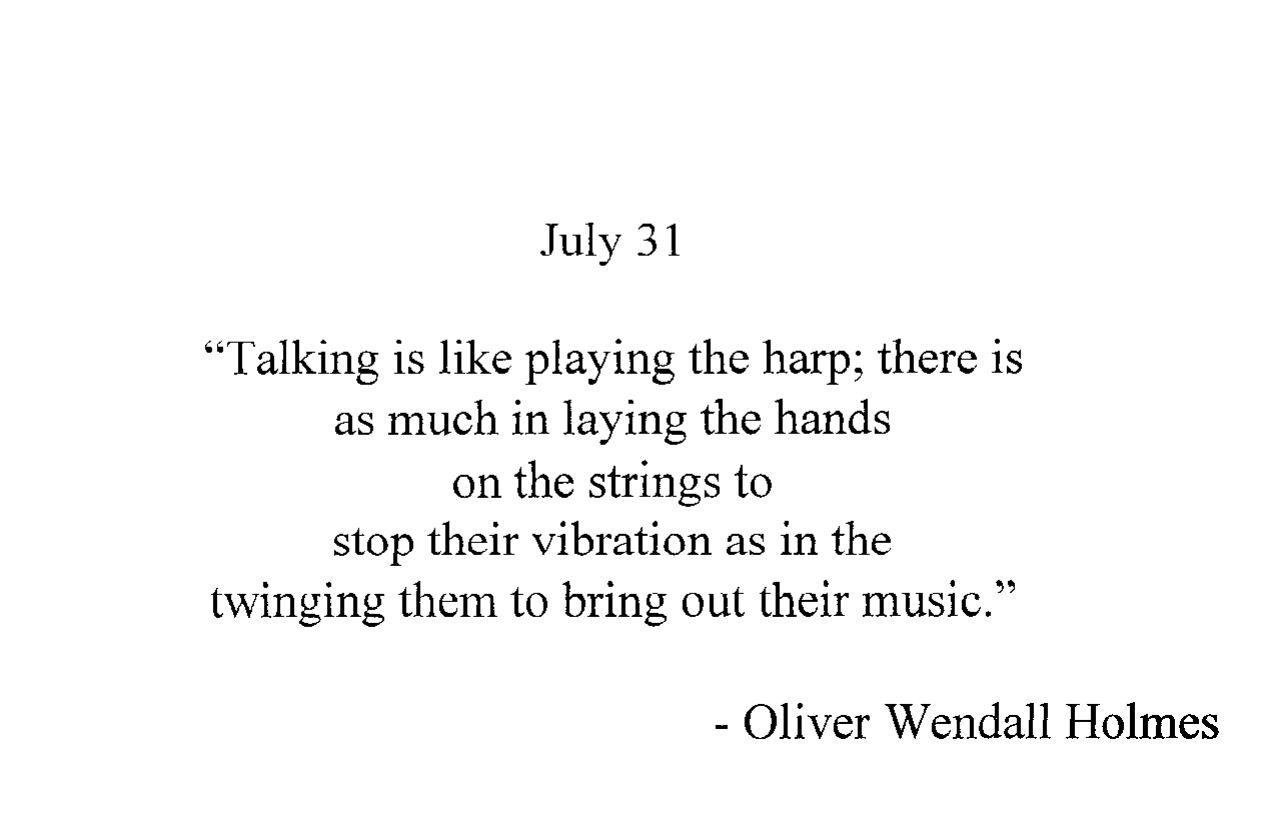 July 31
“Talking is like playing the harp; there is
as much in laying the hands
on the strings to
stop their vibration as in the
twinging them to bring out their music.”
- Oliver Wendall Holmes